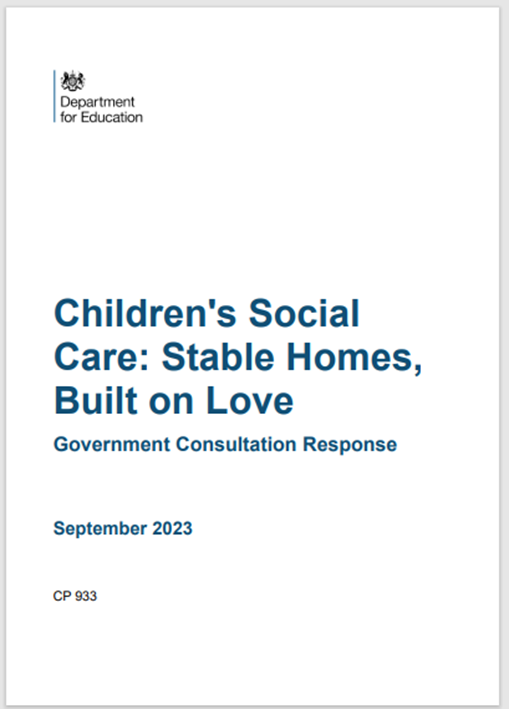 Department
for Education
Children's Social
Care: Stable Homes,
Built on Love
Government Consultation Response
September 2023
CP 933